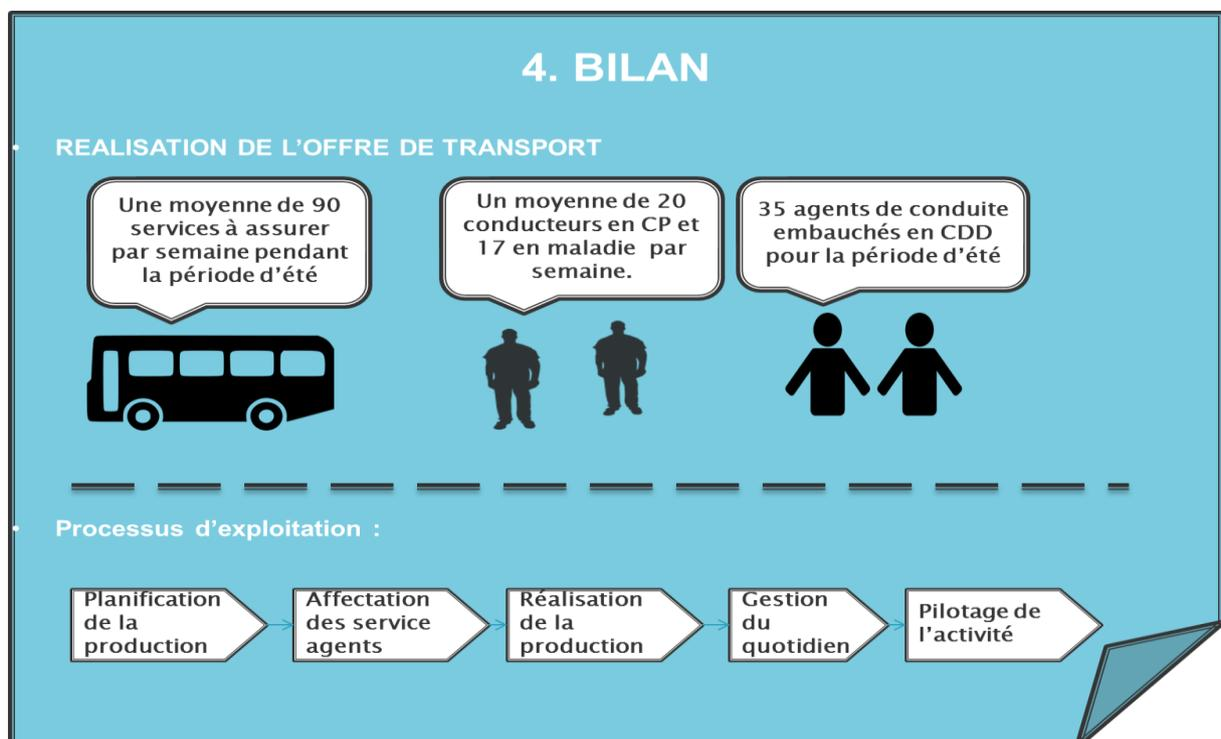 4. BILAN
• REALISATION DE L'OFFRE DE TRANSPORT
Une moyenne de 90
services à assurer
par semaine pendant
la période d'été
Un moyenne de 20
conducteurs en CP et
17 en maladie par
semaine.
35 agents de conduite
embauchés en CDD
pour la période d'été
• Processus d'exploitation :
Planification
de la
production
Affectation
des service
agents
Réalisation
de la
production
Gestion
du
quotidien
Pilotage de
l'activité